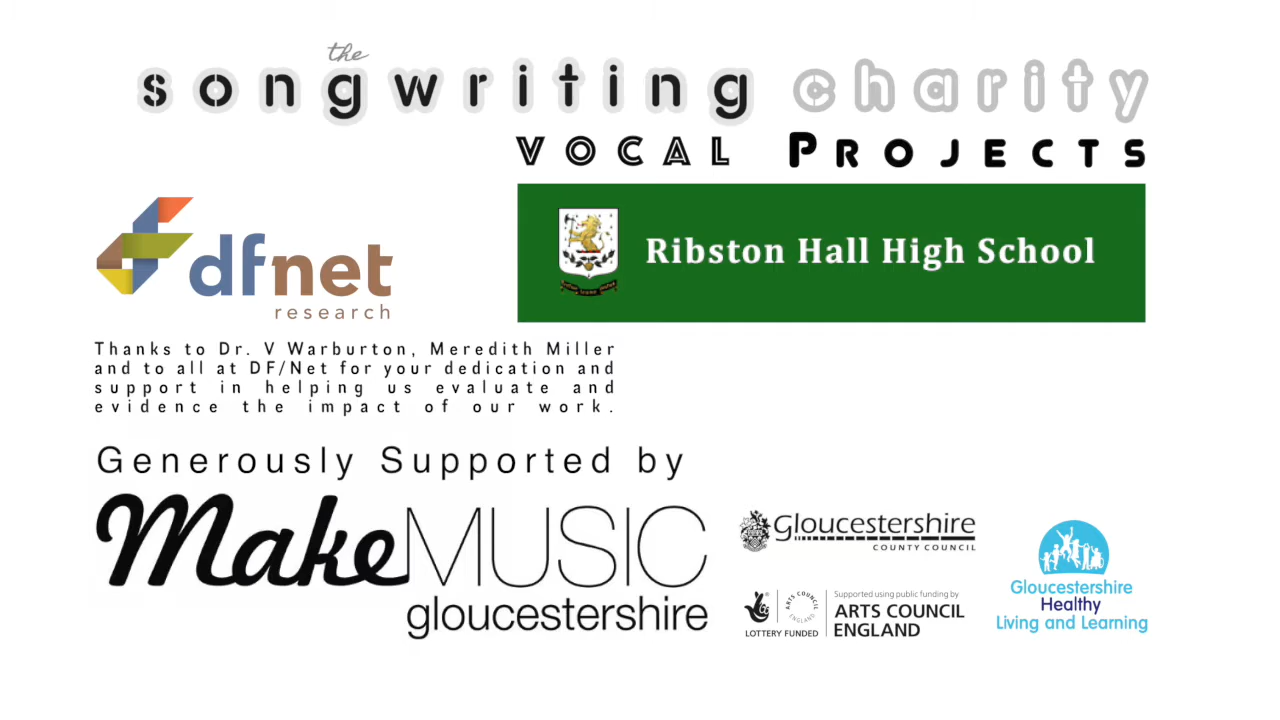 the
songwriting charity
VOCAL PROJECTS
dfnet
research
Ribston Hall High School
Thanks to Dr. V Warburton, Meredith Miller
and to all at DF/Net for your dedication and
support in helping us evaluate and
evidence the impact of our work.
Generously Supported by
Make MUSIC
gloucestershire
gloucestershire
COUNTY COUNCIL
LOTTERY FUNDED
ARTS COUNCIL
ENGLAND
Supported using public funding by
ARTS COUNCIL
ENGLAND
Gloucestershire
Healthy
Living and Learning